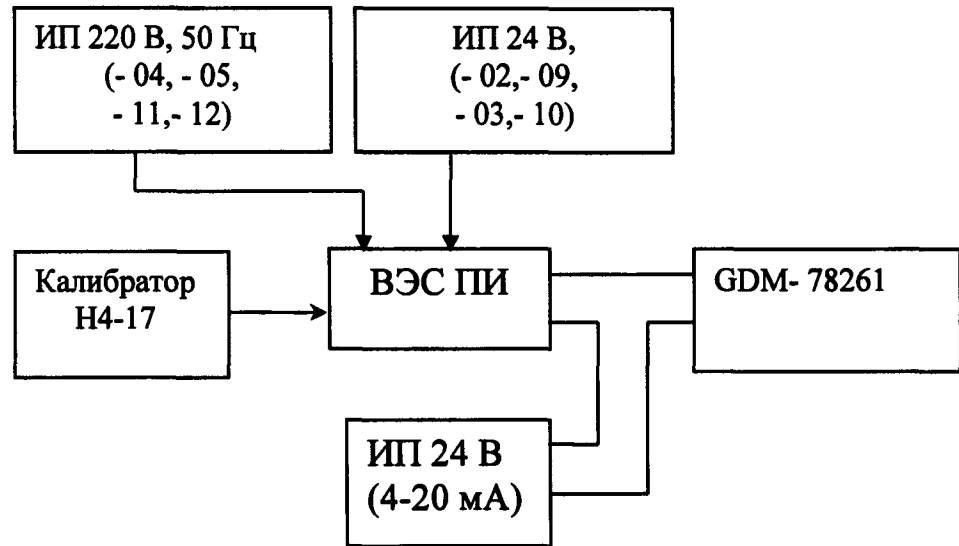 ИП 220 В, 50 Гц
(- 04, - 05,
- 11,- 12)
ИП 24 В,
(- 02,- 09,
- 03,- 10)
Калибратор
Н4-17
ВЭС ПИ
GDM- 78261
ИП 24 В
(4-20 мА)